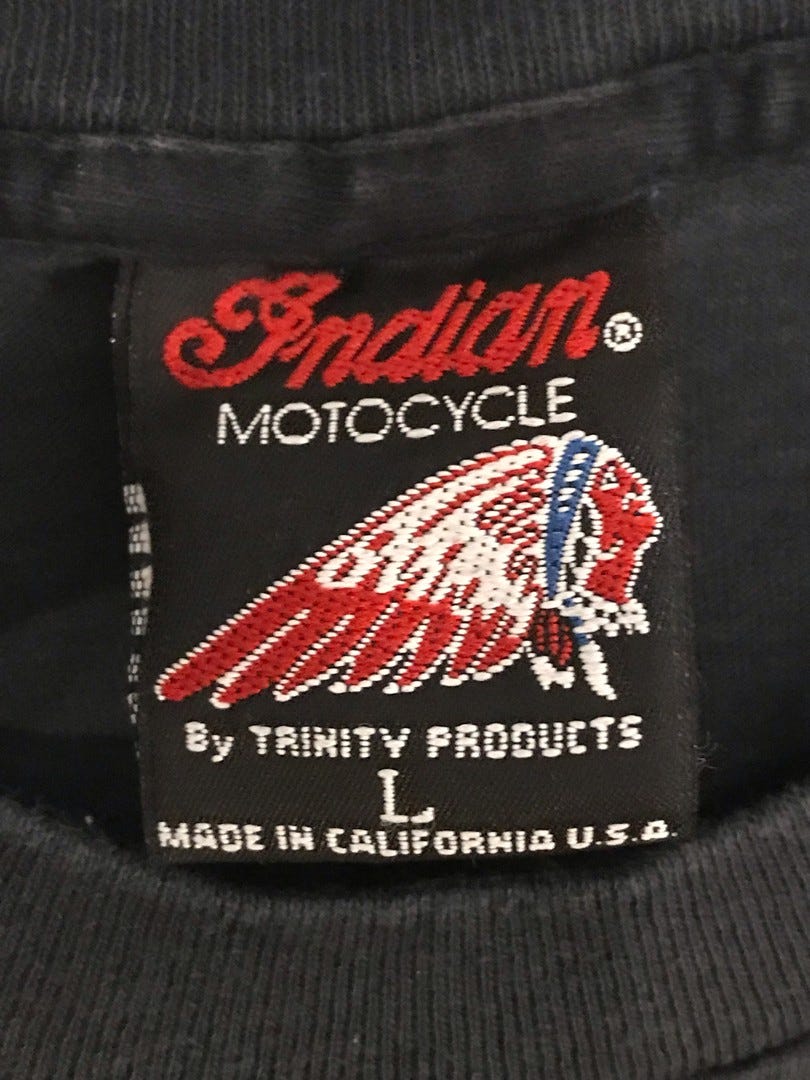 Indian®
MOTOCYCLE
By TRINITY PRODUCTS
L
MADE IN CALIFORNIA U.S.A.